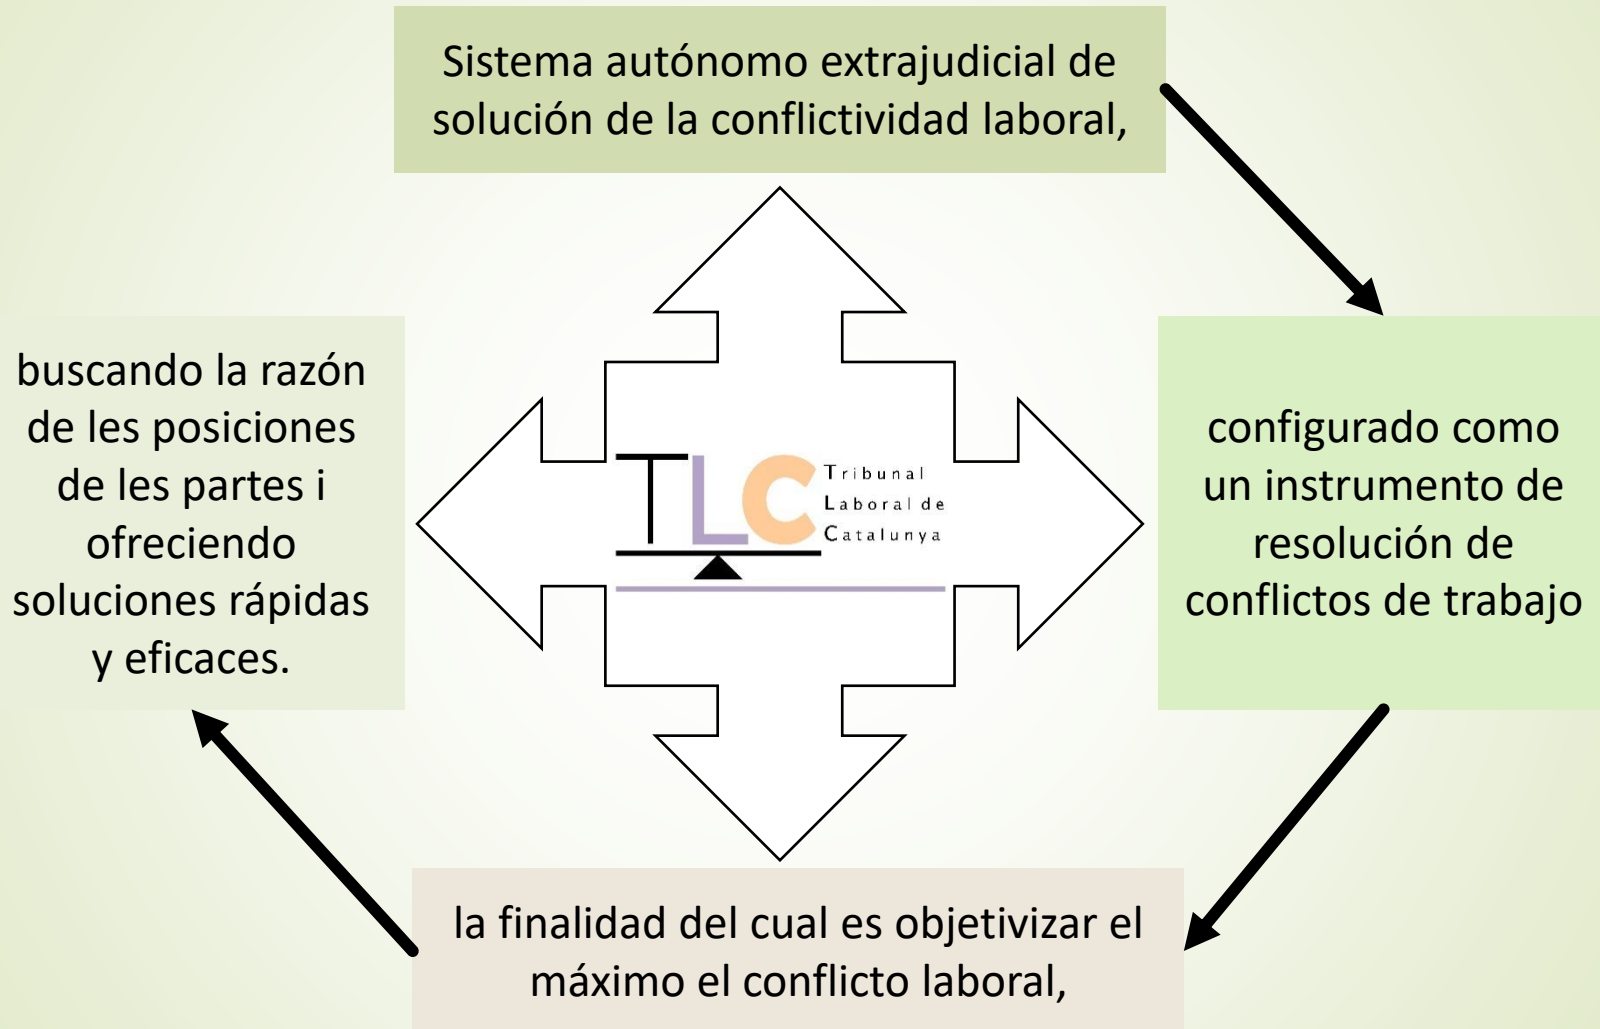 Sistema autónomo extrajudicial de
solución de la conflictividad laboral,
configurado como
un instrumento de
resolución de
conflictos de trabajo
la finalidad del cual es objetivizar el
máximo el conflicto laboral,
buscando la razón
de les posiciones
de les partes i
ofreciendo
soluciones rápidas
y eficaces.
TLC
Tribunal
Laboral de
Catalunya